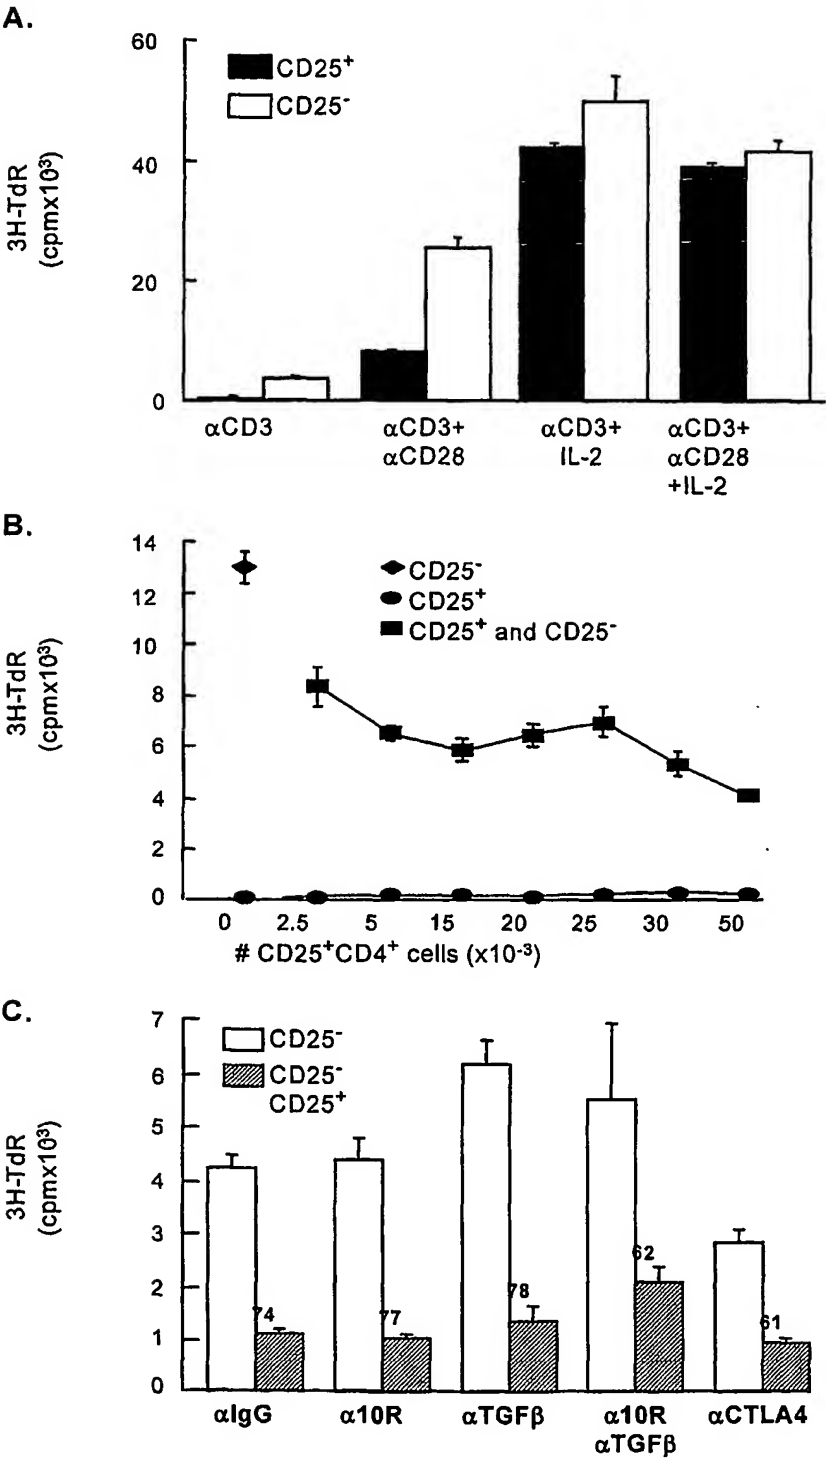 A.
60
CD25+
CD25-
40
20
0
3H-TdR
(cpmx10³)
αCD3
αCD3+
αCD28
αCD3+
IL-2
αCD3+
αCD28
+IL-2
B.
14
12
10
8
6
4
2
0
3H-TdR
(cpmx10³)
CD25-
CD25+
CD25+ and CD25-
0 2.5 5 15 20 25 30 50
# CD25+CD4+ cells (x10-3)
C.
7
6
5
4
3
2
1
0
3H-TdR
(cpmx10³)
CD25-
CD25-
CD25+
74
77
78
62
61
αIgG
α10R
αTGFβ
α10R
αTGFβ
αCTLA4